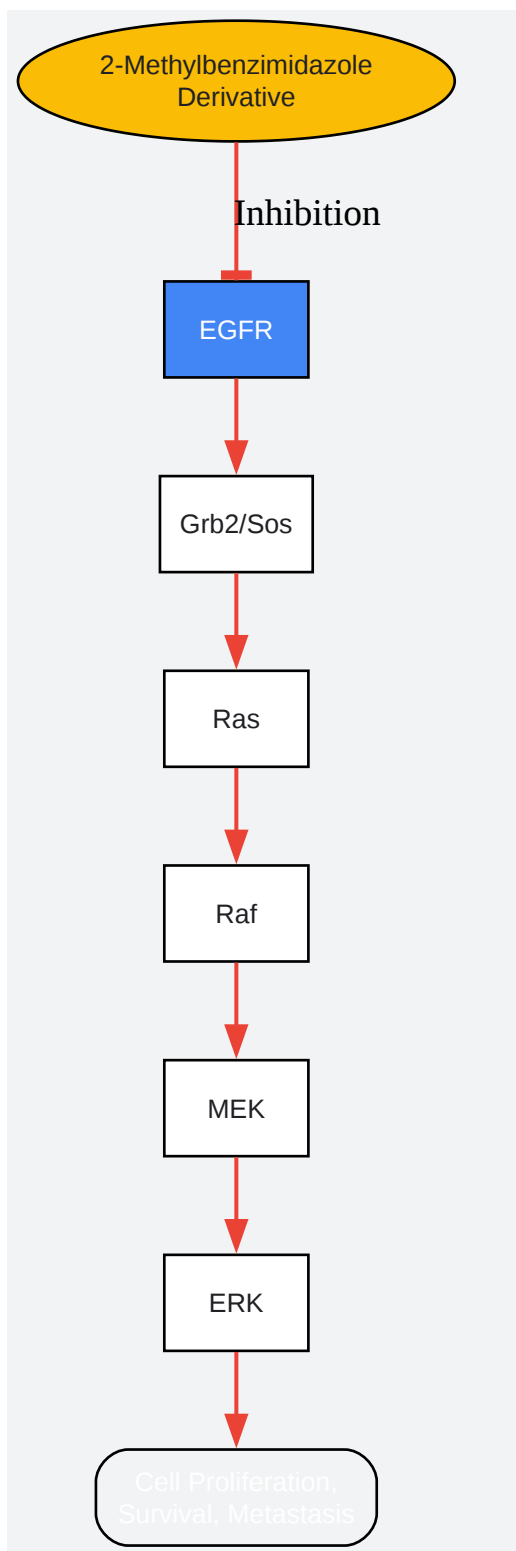 2-Methylbenzimidazole
Derivative
Inhibition
EGFR
Grb2/Sos
Ras
Raf
MEK
ERK
Cell Proliferation,
Survival, Metastasis